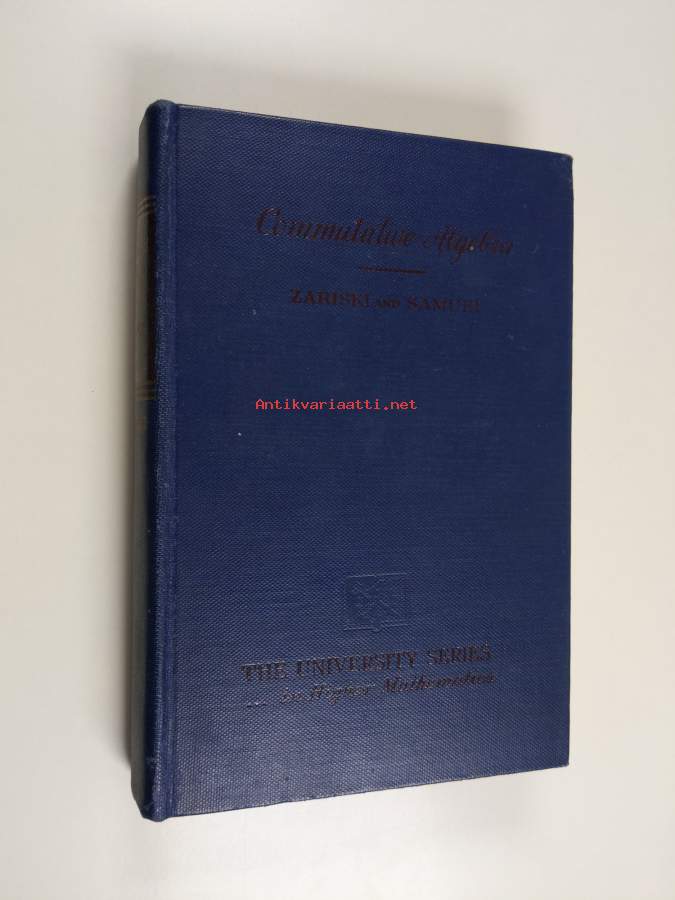 Commutative Algebra
ZARISKI AND SAMUEL
Antikvariaatti.net
THE UNIVERSITY SERIES
... in Higher Mathematics